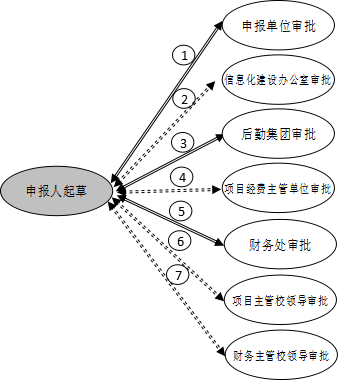 申报单位审批
①
信息化建设办公室审批
②
后勤集团审批
③
申报人起草
④
项目经费主管单位审批
⑤
财务处审批
⑥
项目主管校领导审批
⑦
财务主管校领导审批